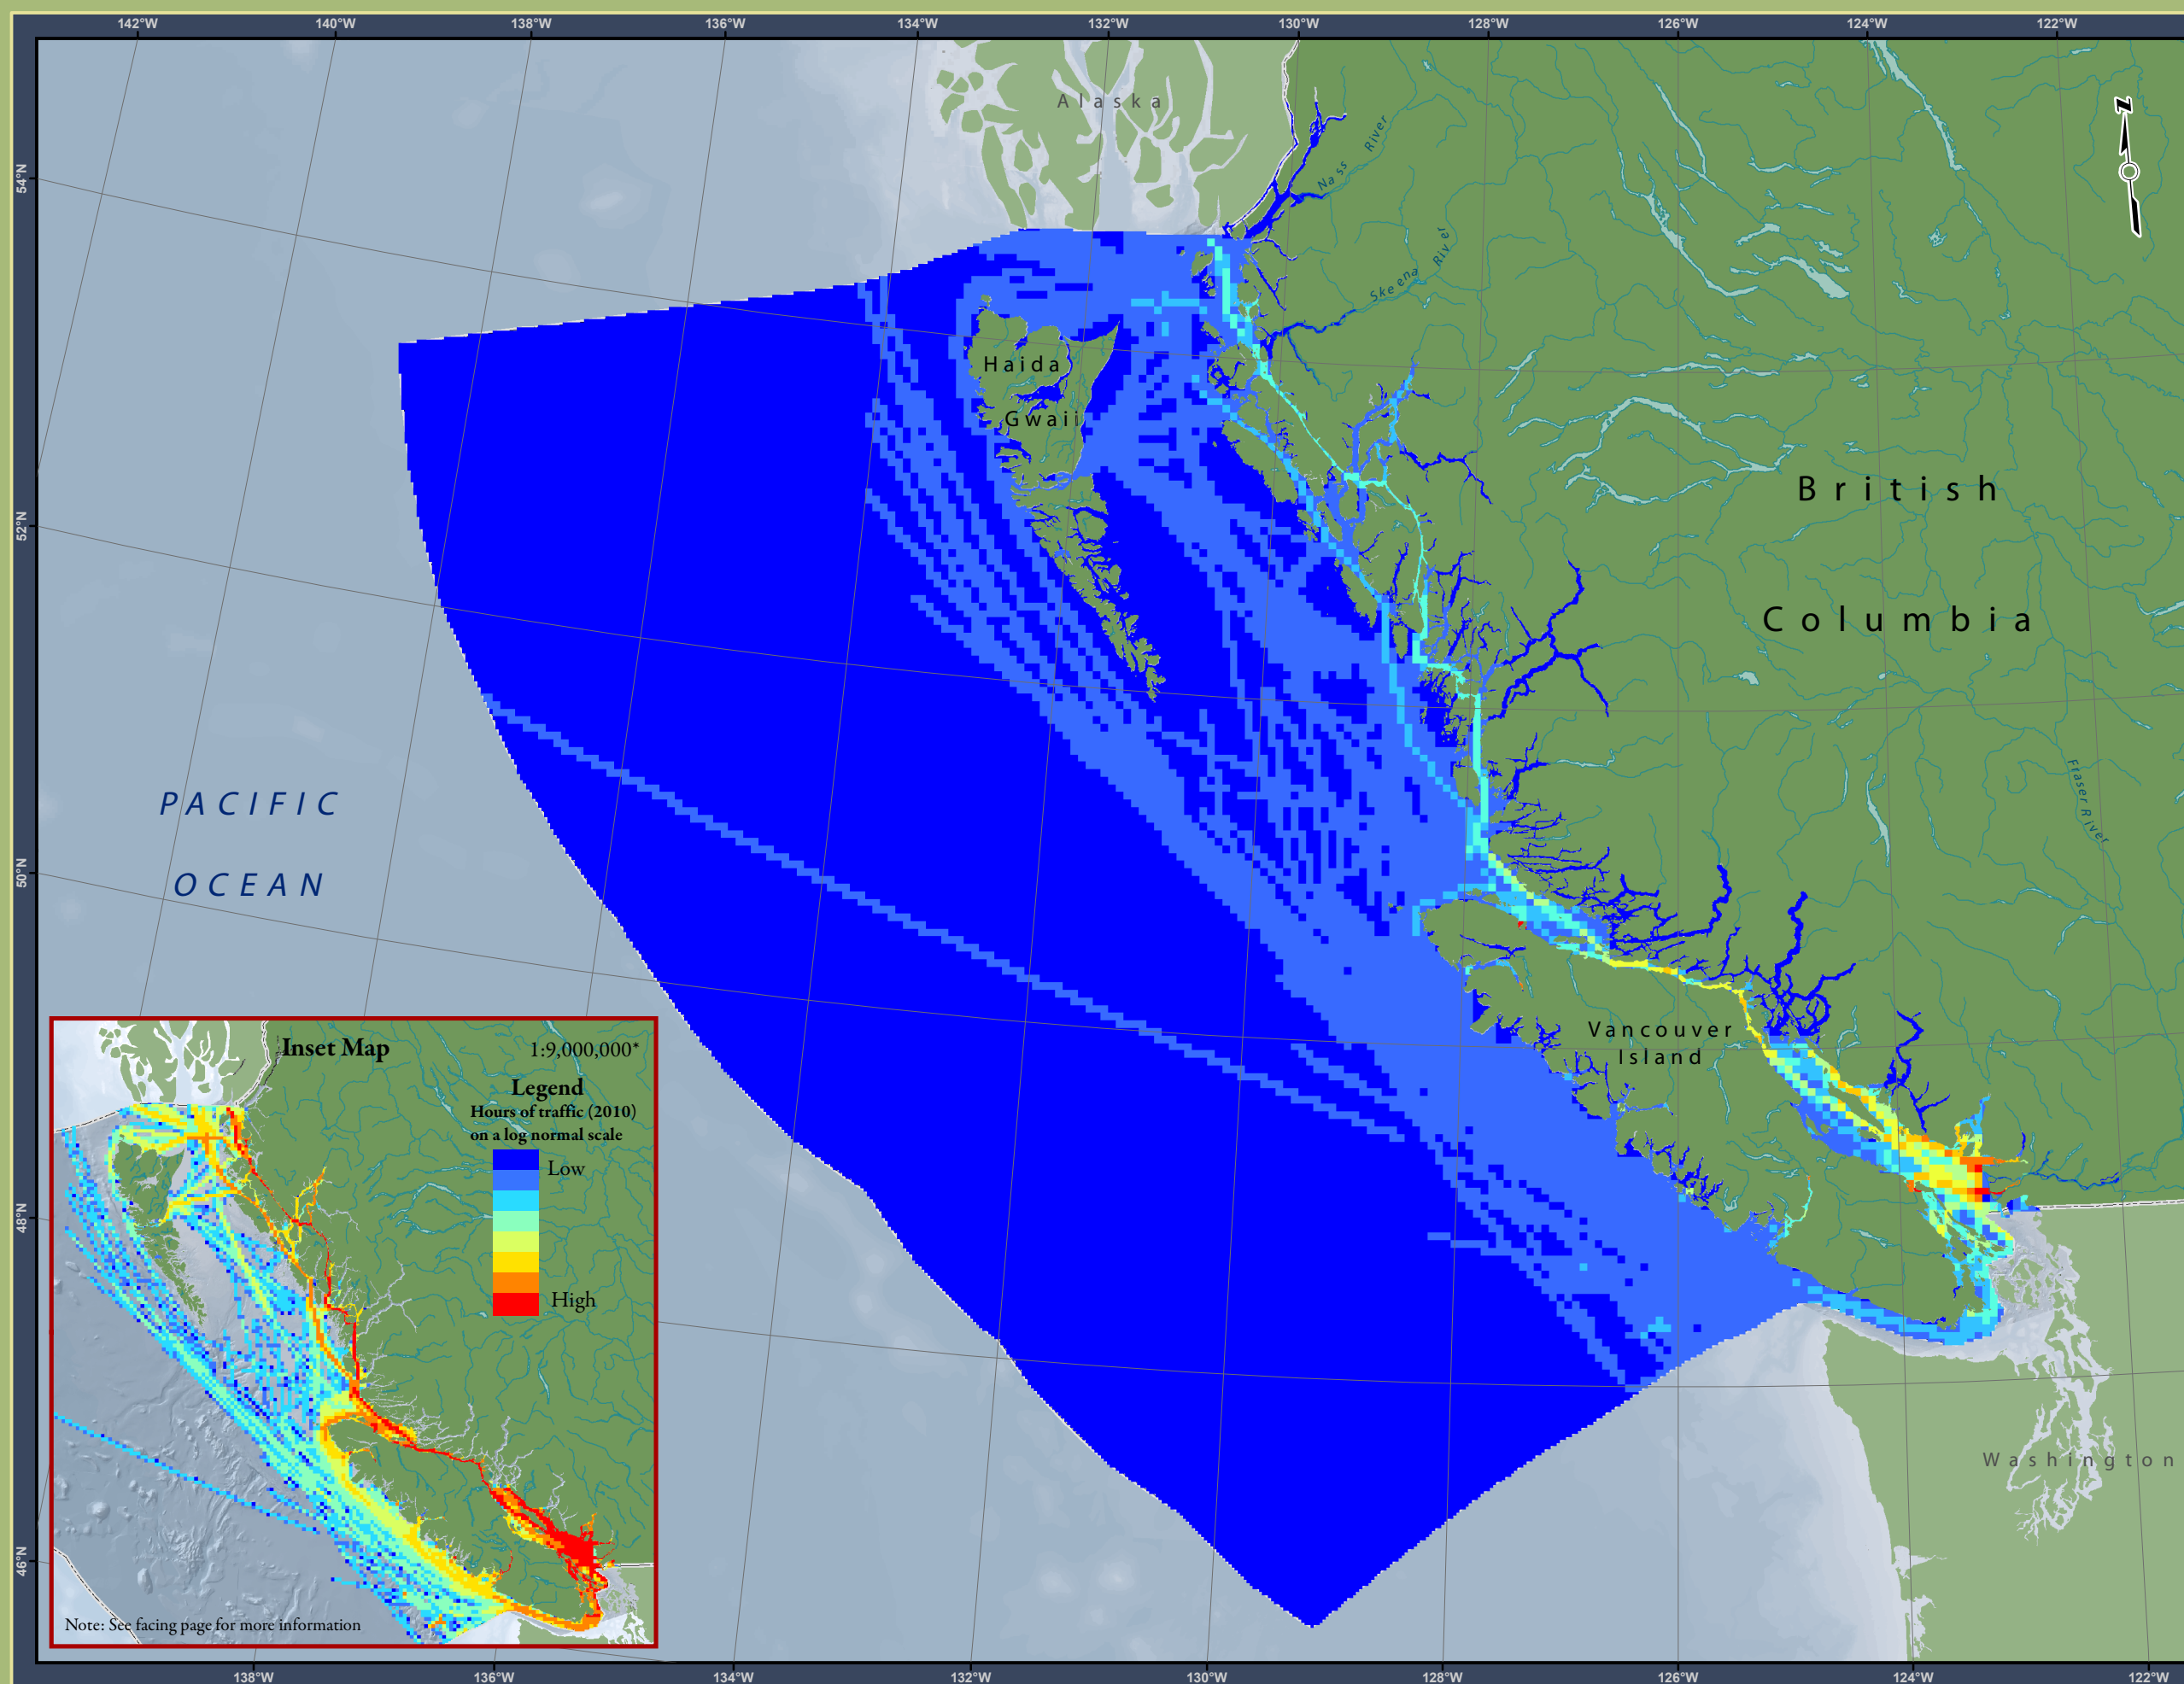 142°W 140°W 138°W 136°W 134°W 132°W 130°W 128°W 126°W 124°W 122°W
N
Alaska
Nass River
54°N
Skeena River
Haida
Gwaii
British
52°N
Columbia
PACIFIC
Fraser River
50°N
OCEAN
Vancouver
Island
Inset Map
1:9,000,000*
Legend
Hours of traffic (2010)
on a log normal scale
Low
48°N
High
Washington
46°N
Note: See facing page for more information
138°W 136°W 134°W 132°W 130°W 128°W 126°W 124°W 122°W